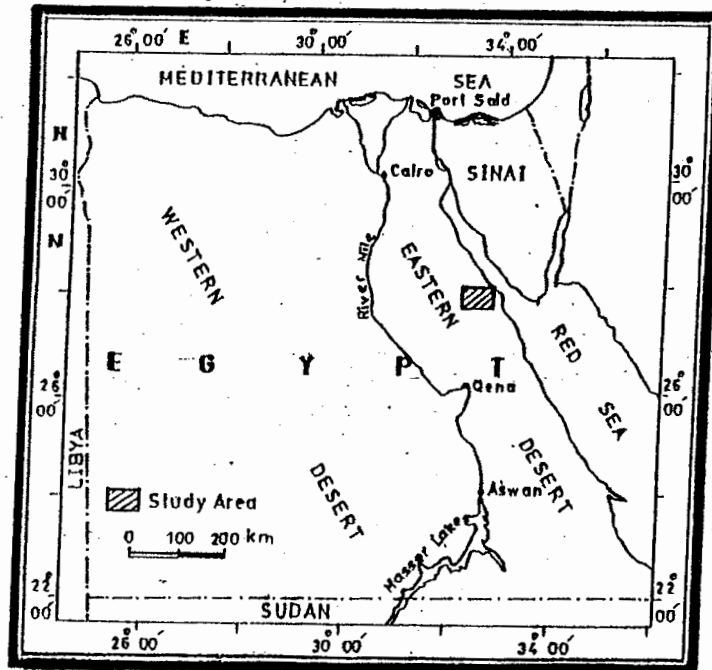 26°00′ E 30°00′ 34°00′
MEDITERRANEAN SEA
Port Said
N
30°00′
N
Cairo
SINAI
30°00′
WESTERN
River Nile
EASTERN
RED
SEA
E G Y P T
26°00′
Qena
26°00′
LIBYA
DESERT
DESERT
Study Area
Aswan
0 100 200 km
Nasser Lake
22°00′
22°00′
SUDAN
26°00′ 30°00′ 34°00′